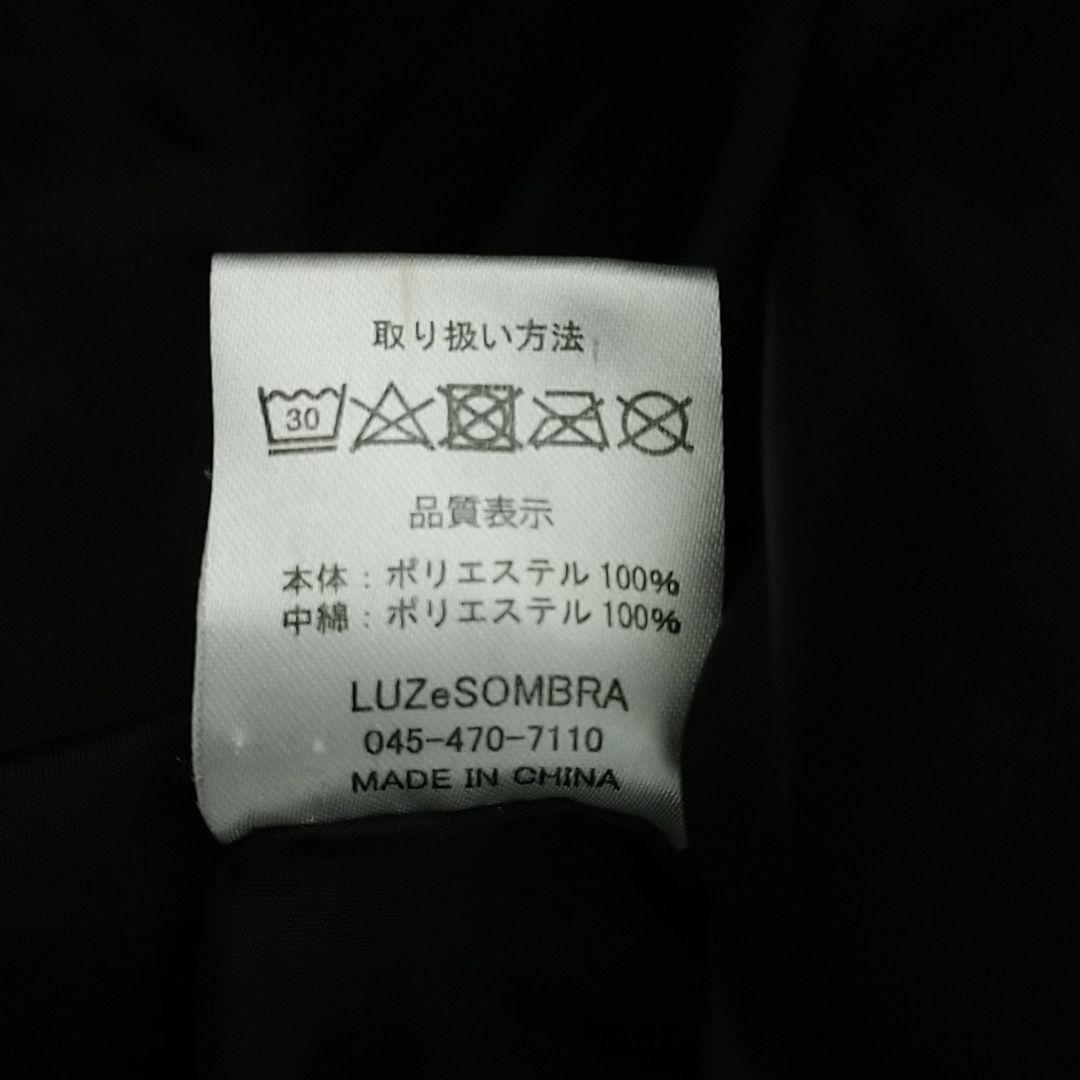 取り扱い方法
30
品質表示
本体：ポリエステル 100%
中綿：ポリエステル 100%
LUZeSOMBRA
045-470-7110
MADE IN CHINA